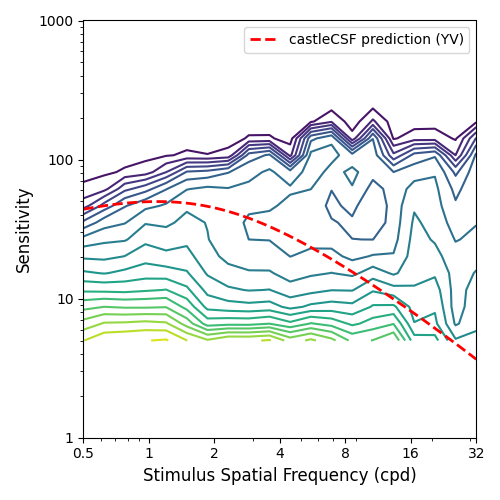 1000
castleCSF prediction (YV)
100
Sensitivity
10
1
0.5 1 2 4 8 16 32
Stimulus Spatial Frequency (cpd)